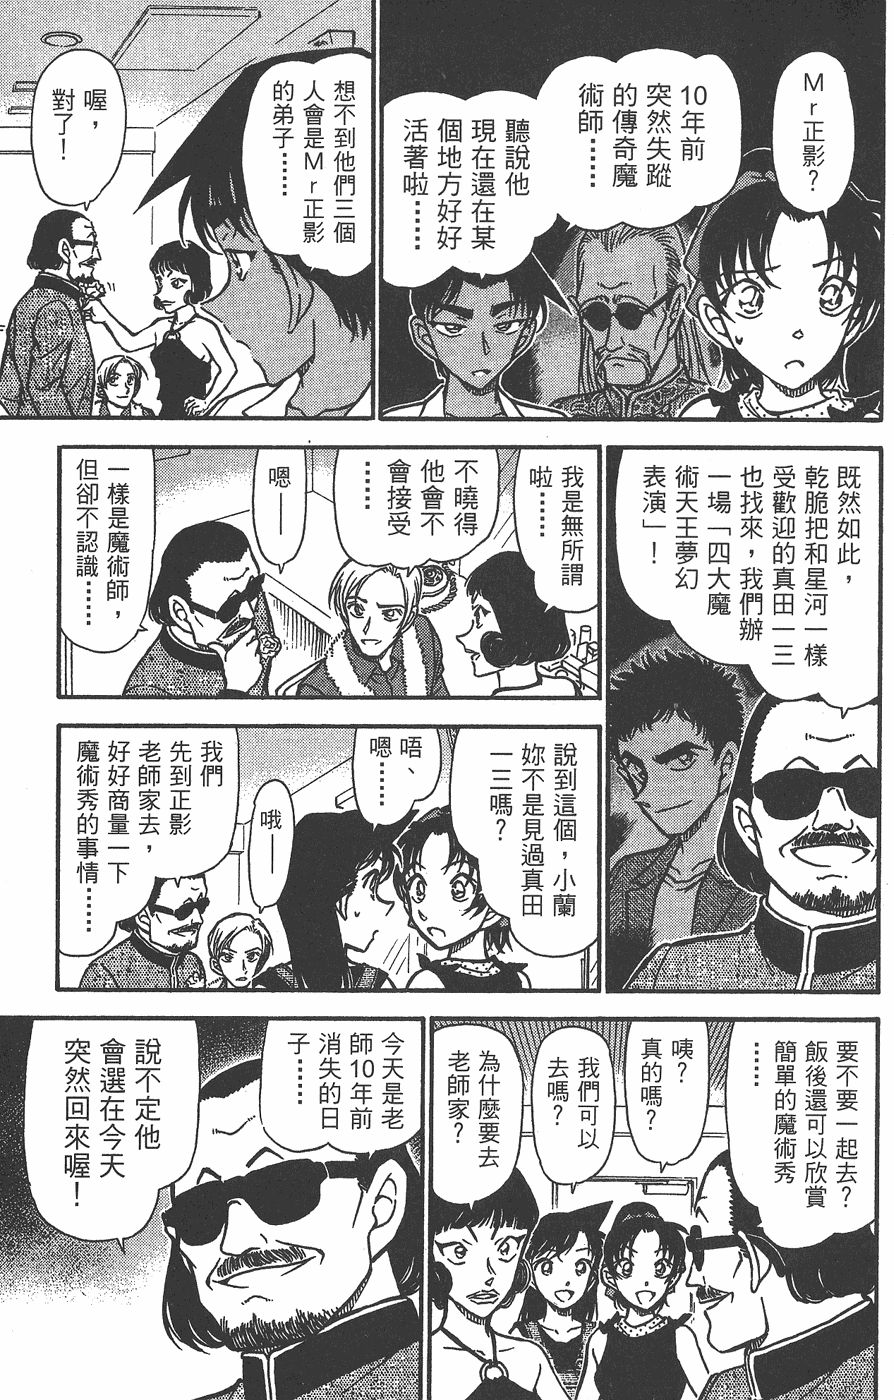 Mr正影？
10年前
突然失蹤
的傳奇魔
術師……
聽說他
現在還在某
個地方好好
活著啦……
想不到他們三個
人會是Mr正影
的弟子……
喔，
對了！
既然如此，
乾脆把和星河一樣
受歡迎的真田一三
也找來，我們辦
一場「四大魔
術天王夢幻
表演」！
我是無所謂
啦……
不曉得
他會不
會接受
……
嗯——
一樣是魔術師，
但卻不認識……
說到這個，小蘭
妳不是見過真田
一三嗎？
唔、
嗯……
哦——
我們
先到正影
老師家去，
好好商量一下
魔術秀的事情……
要不要一起去？
飯後還可以欣賞
簡單的魔術秀
……
咦？
真的嗎？
我們可以
去嗎？
為什麼要去
老師家？
今天是老
師10年前
消失的日
子……
說不定他
會選在今天
突然回來喔！